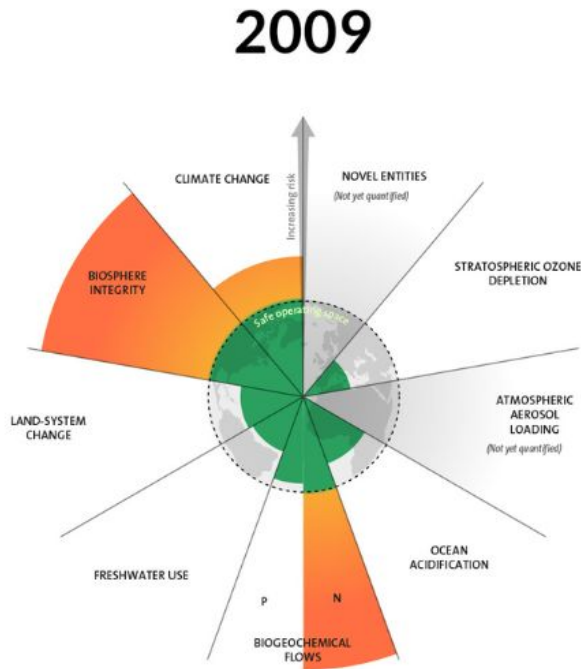 2009
CLIMATE CHANGE
NOVEL ENTITIES
(Not yet quantified)
Increasing risk
STRATOSPHERIC OZONE
DEPLETION
BIOSPHERE
INTEGRITY
Safe operating space
LAND-SYSTEM
CHANGE
ATMOSPHERIC
AEROSOL
LOADING
(Not yet quantified)
FRESHWATER USE
OCEAN
ACIDIFICATION
P
N
BIOGEOCHEMICAL
FLOWS